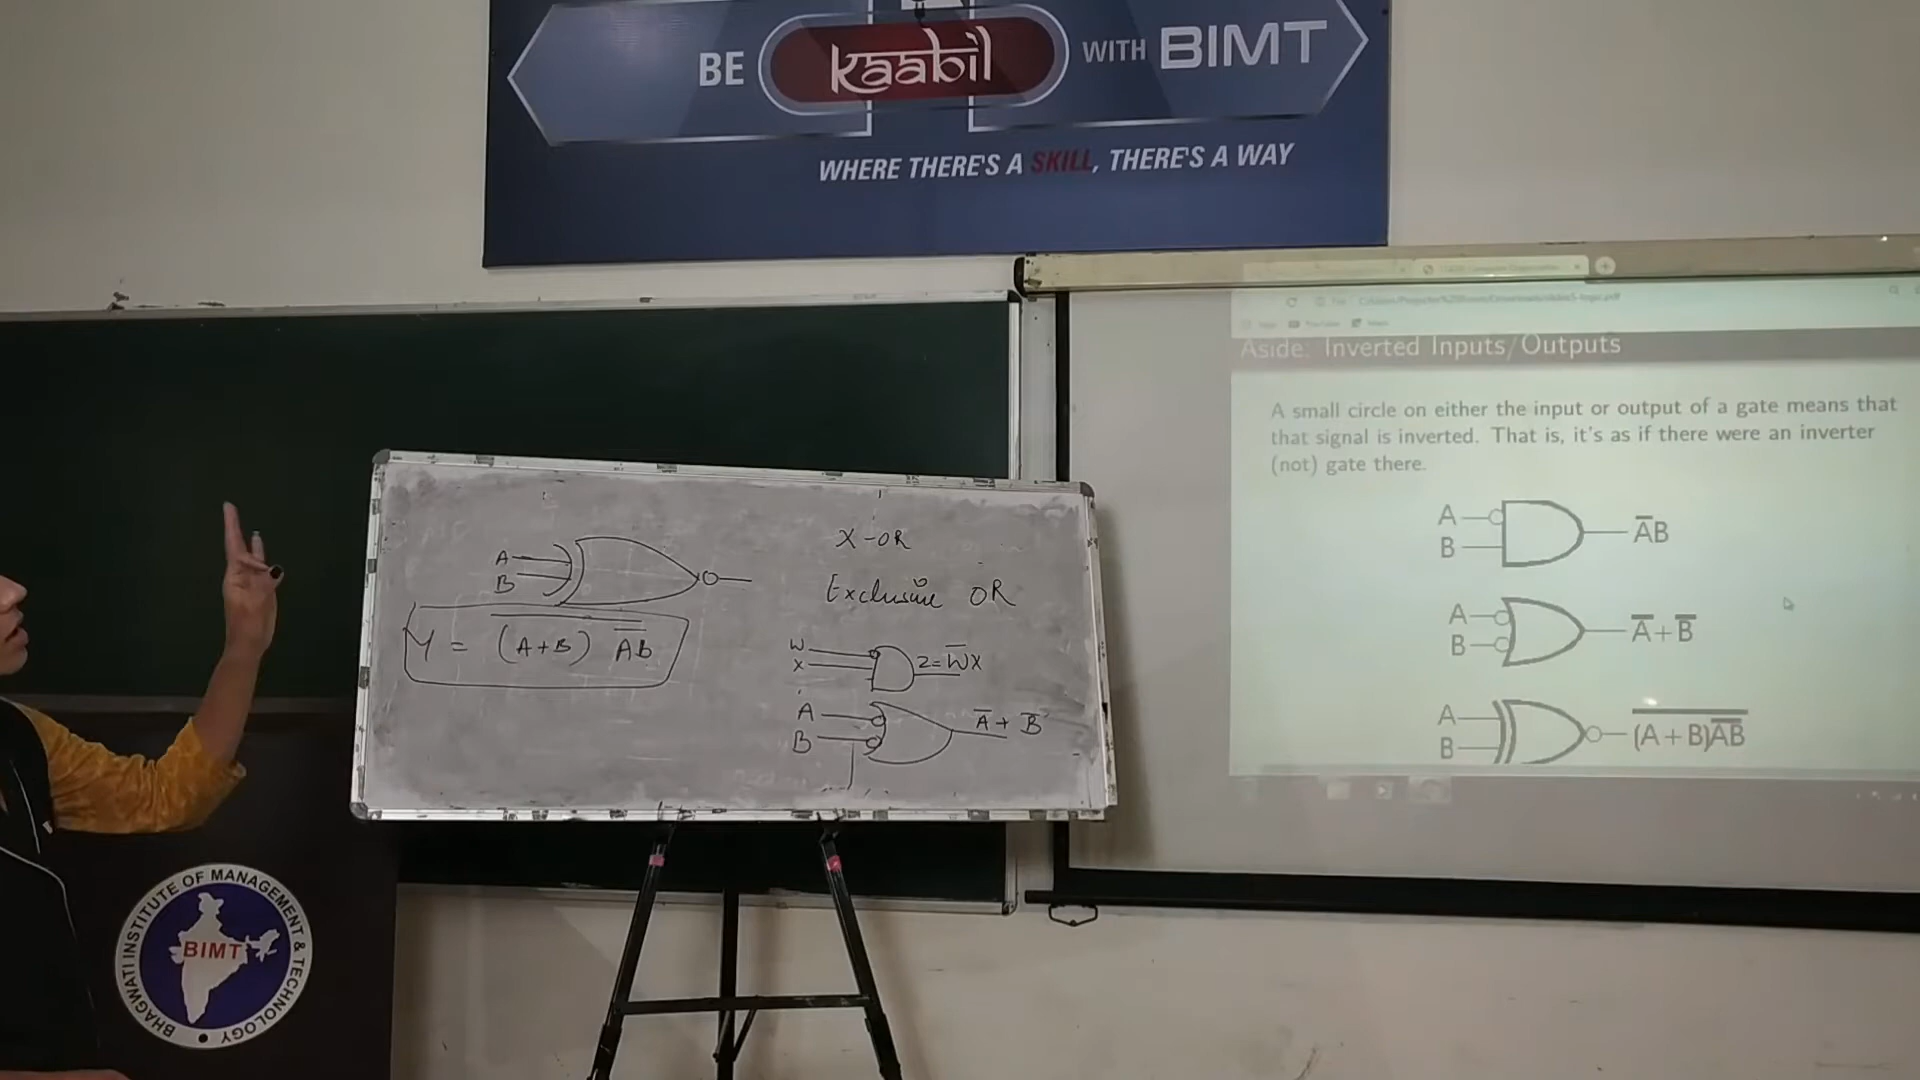 BE kaabil WITH BIMT
WHERE THERE'S A SKILL, THERE'S A WAY
Aside: Inverted Inputs/Outputs
A small circle on either the input or output of a gate means that
that signal is inverted. That is, it's as if there were an inverter
(not) gate there.
A
B
A̅B
A
B
A̅+B̅
A
B
(A+B)AB
A
B
Y = (A+B) AB
X-OR
Exclusive OR
W
X
Z=W̅X
A
B
A̅ + B̅
BHAGWATI INSTITUTE OF MANAGEMENT & TECHNOLOGY
BIMT